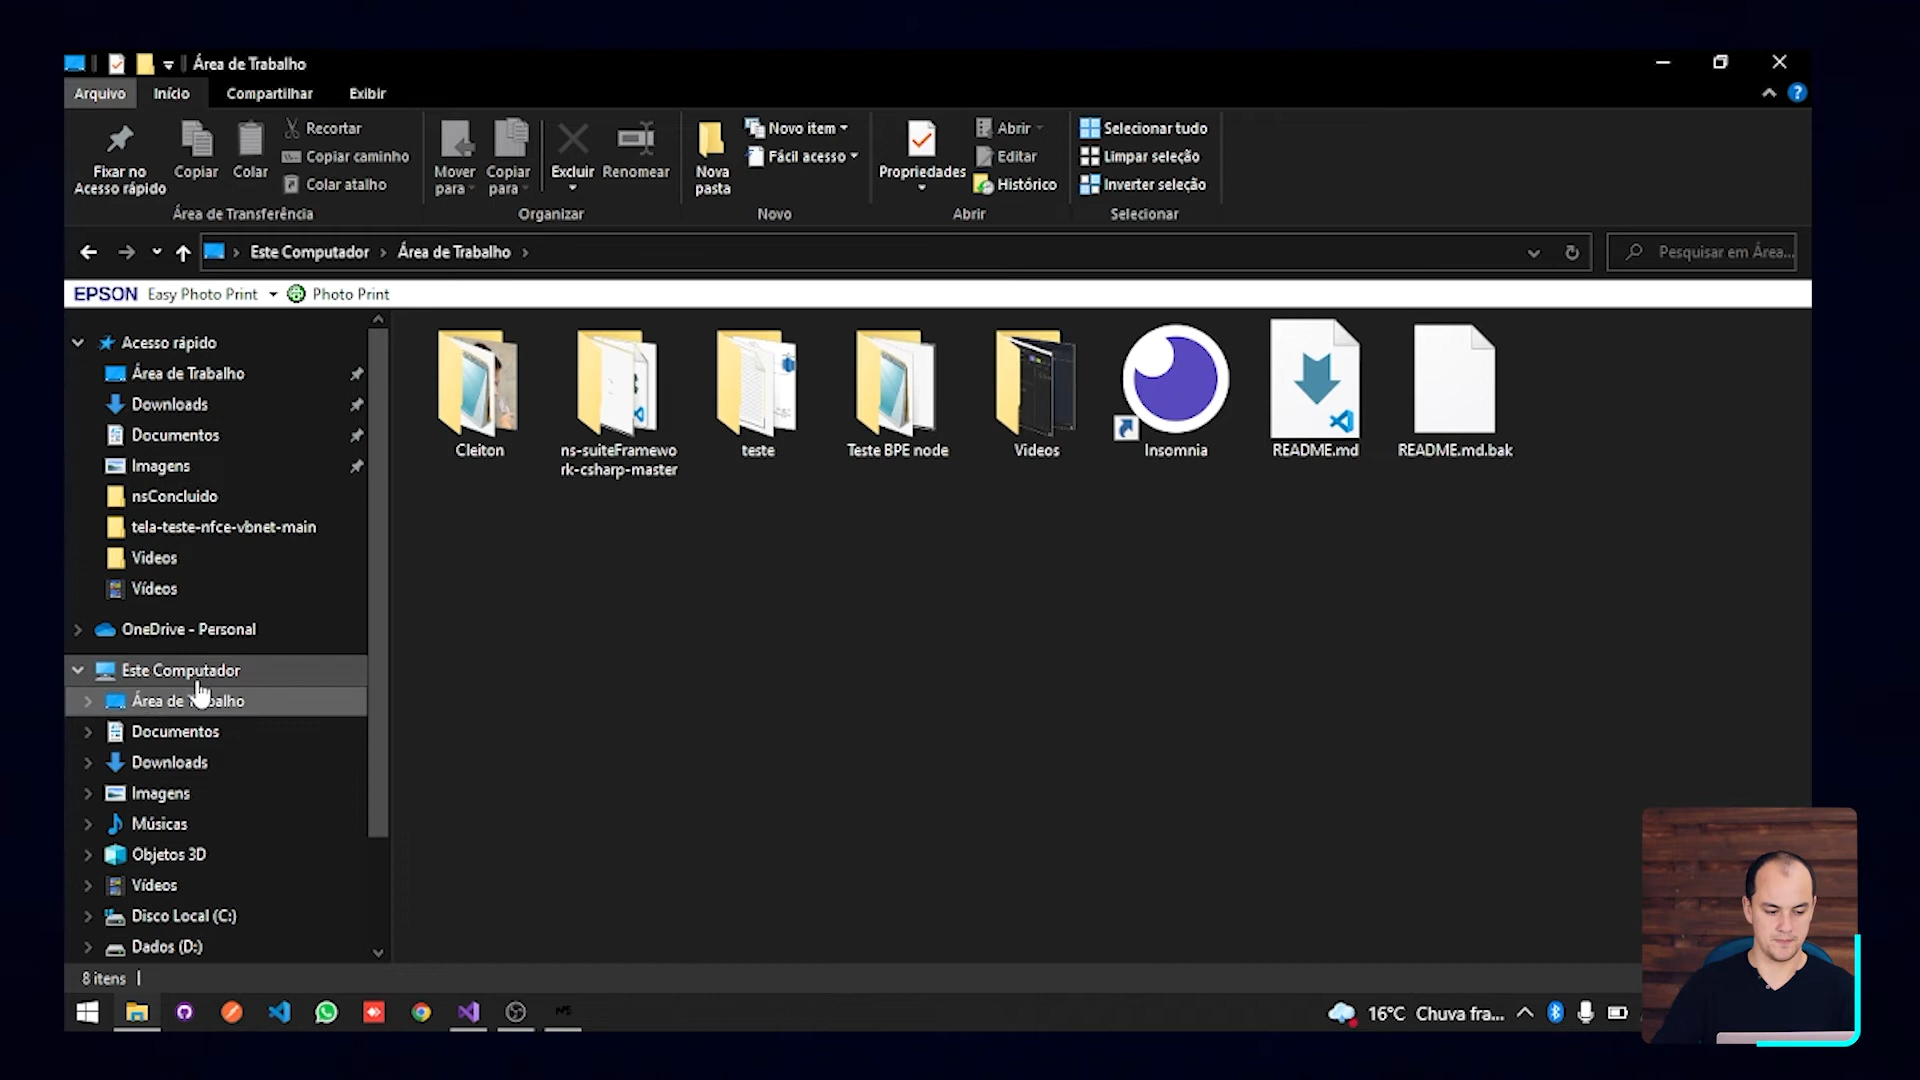 Área de Trabalho
Arquivo Início Compartilhar Exibir
Fixar no
Acesso rápido
Copiar
Colar
Recortar
Copiar caminho
Colar atalho
Área de Transferência
Mover
para
Copiar
para
Excluir
Renomear
Organizar
Nova
pasta
Novo item
Fácil acesso
Novo
Propriedades
Abrir
Editar
Histórico
Abrir
Selecionar tudo
Limpar seleção
Inverter seleção
Selecionar
Este Computador > Área de Trabalho >
Pesquisar em Área...
EPSON Easy Photo Print Photo Print
Acesso rápido
Área de Trabalho
Downloads
Documentos
Imagens
nsConcluido
tela-teste-nfce-vbnet-main
Videos
Vídeos
OneDrive - Personal
Este Computador
Área de Trabalho
Documentos
Downloads
Imagens
Músicas
Objetos 3D
Vídeos
Disco Local (C:)
Dados (D:)
Cleiton
ns-suiteFramewo
rk-csharp-master
teste
Teste BPE node
Videos
Insomnia
README.md
README.md.bak
8 itens
16°C Chuva fra...